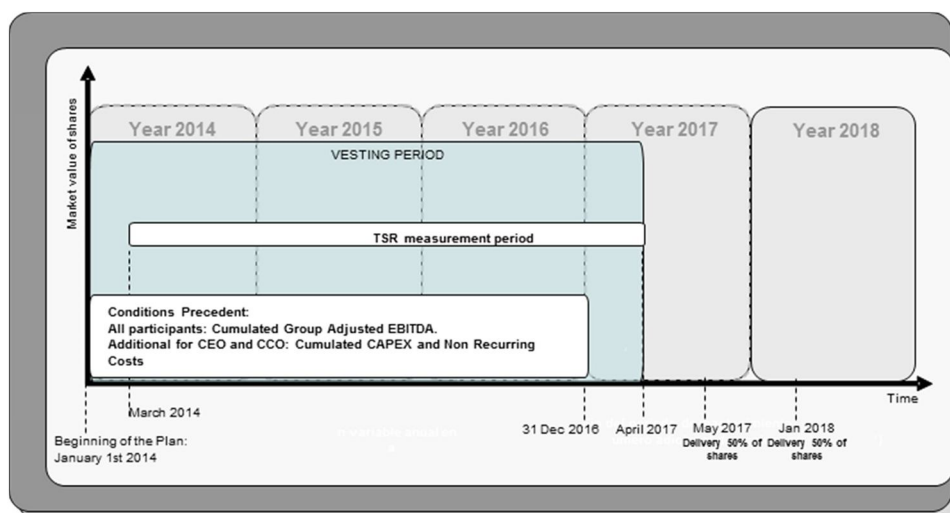 Market value of shares
Year 2014
Year 2015
Year 2016
Year 2017
Year 2018
VESTING PERIOD
TSR measurement period
Conditions Precedent:
All participants: Cumulated Group Adjusted EBITDA.
Additional for CEO and CCO: Cumulated CAPEX and Non Recurring
Costs
Time
March 2014
Beginning of the Plan:
January 1st 2014
31 Dec 2016
April 2017
May 2017
Delivery 50% of
shares
Jan 2018
Delivery 50% of
shares